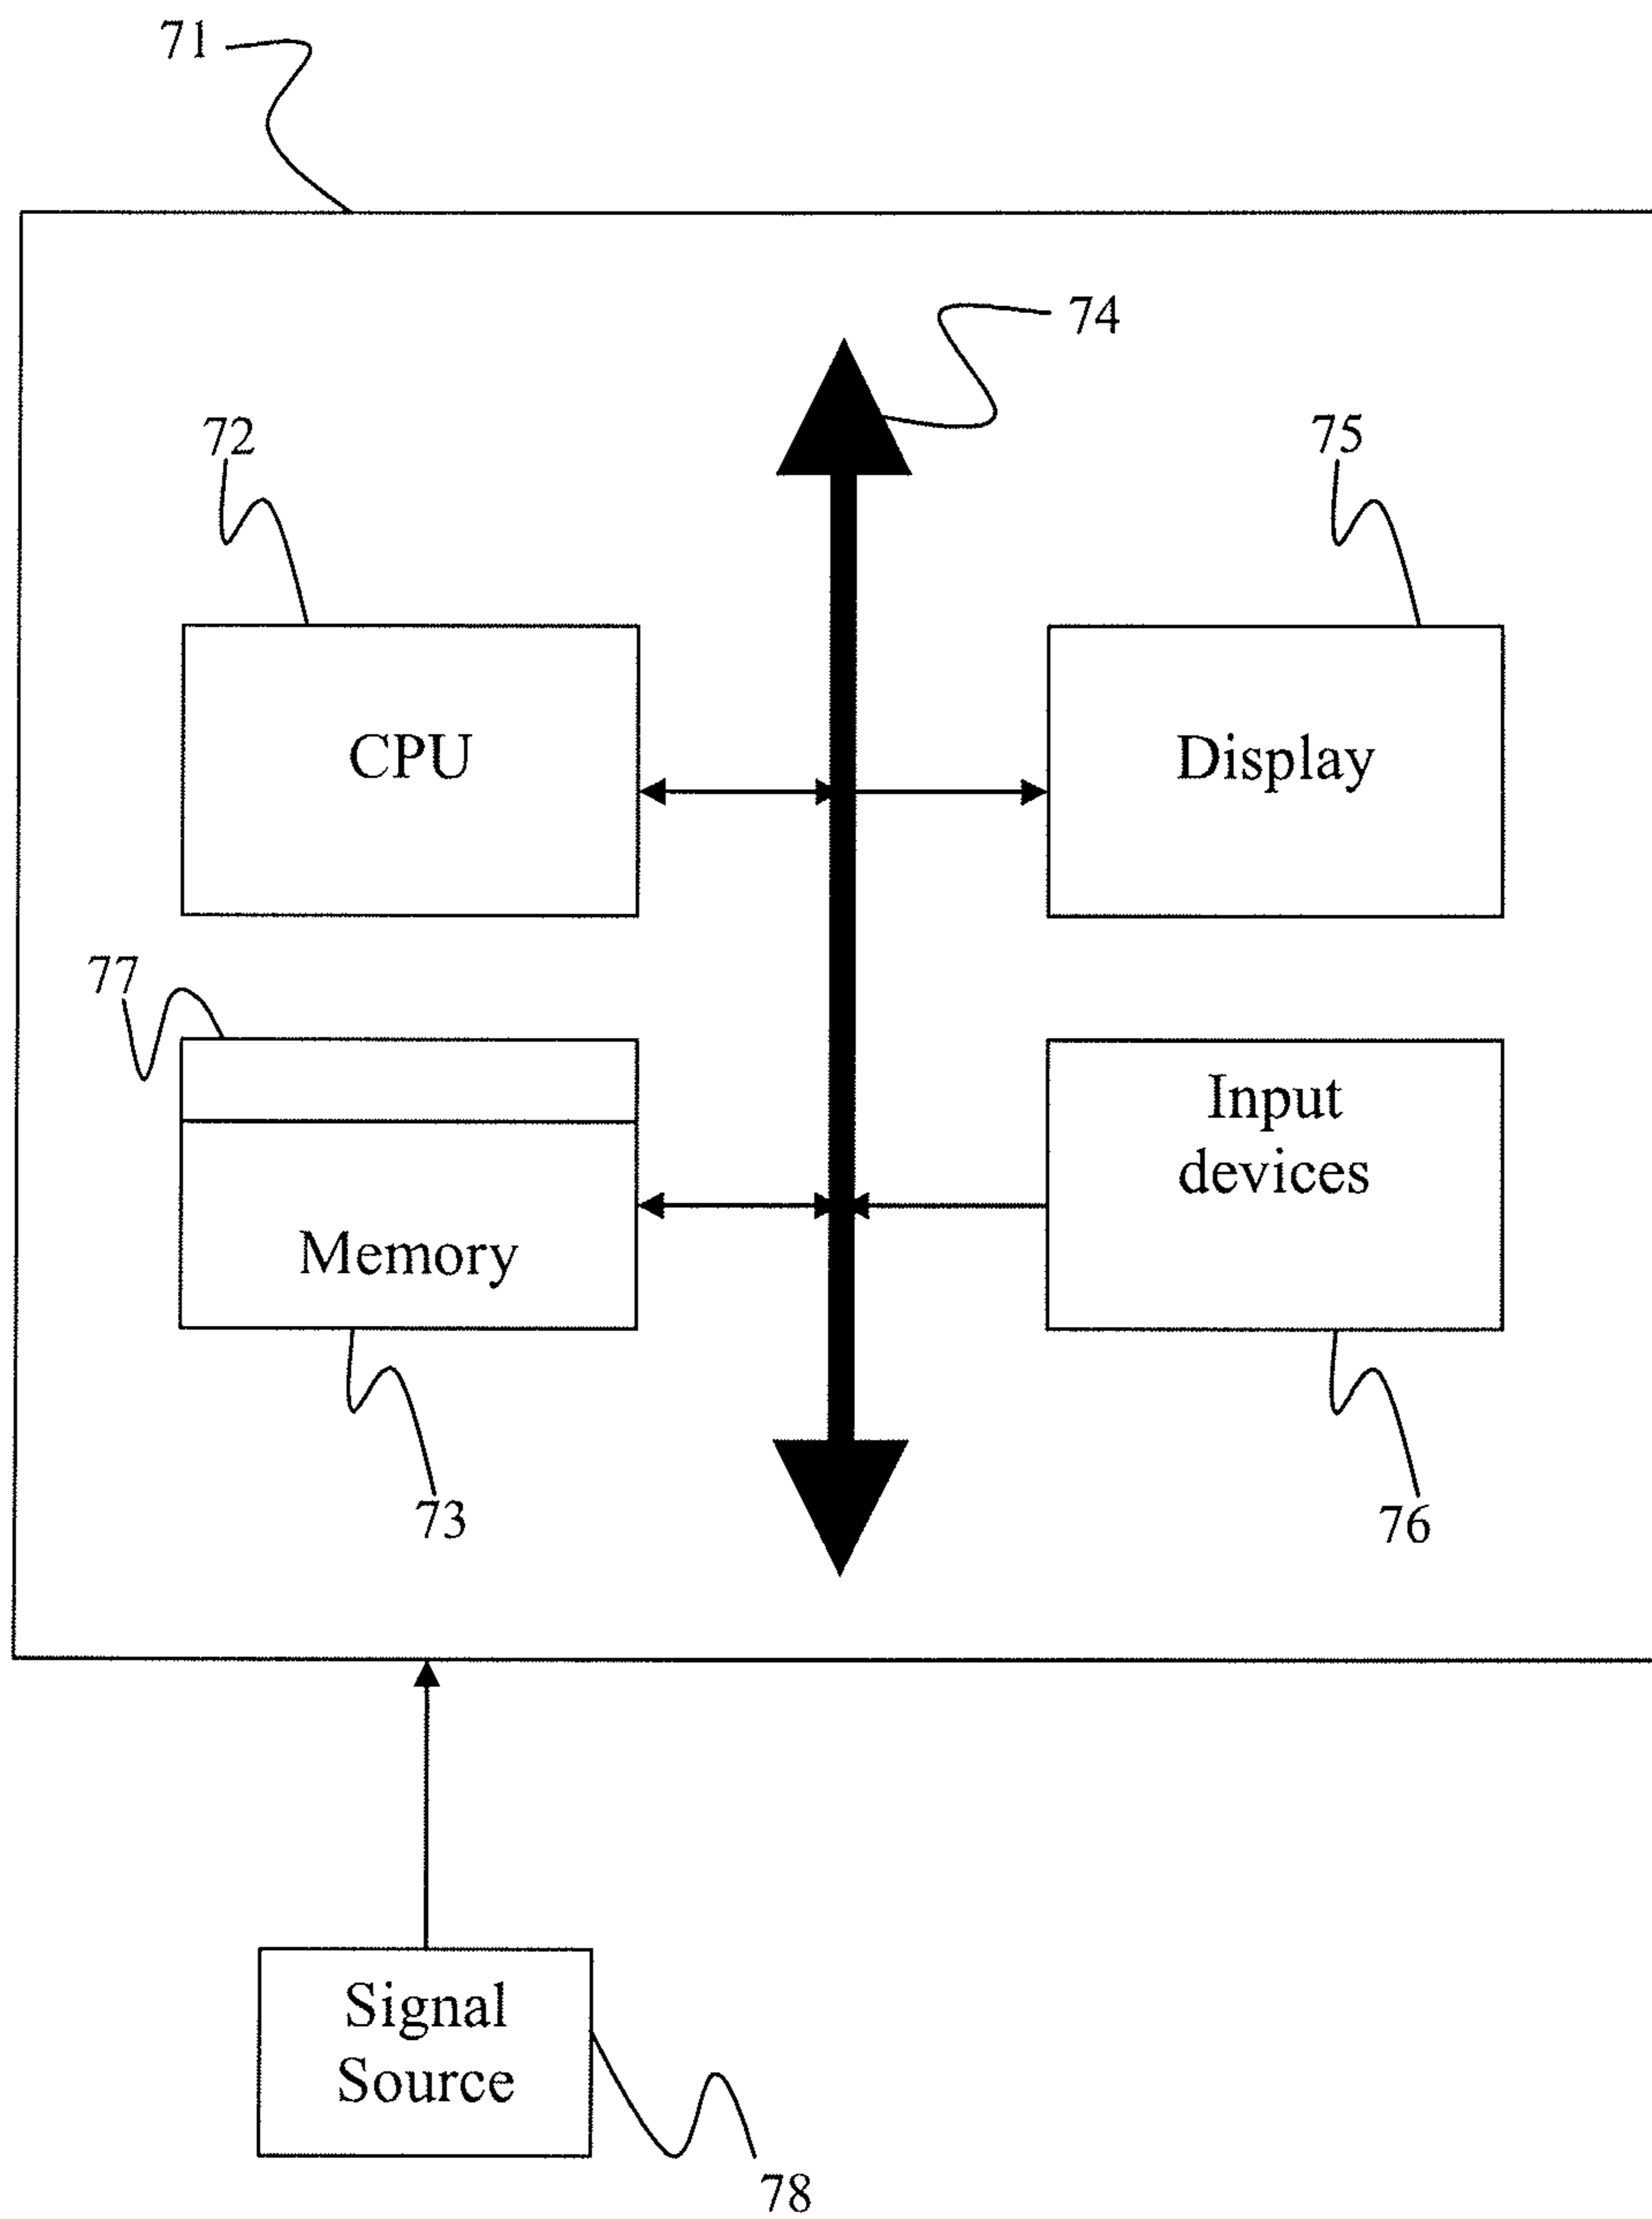 71
74
72
75
CPU
Display
77
Input
devices
Memory
73
76
Signal
Source
78